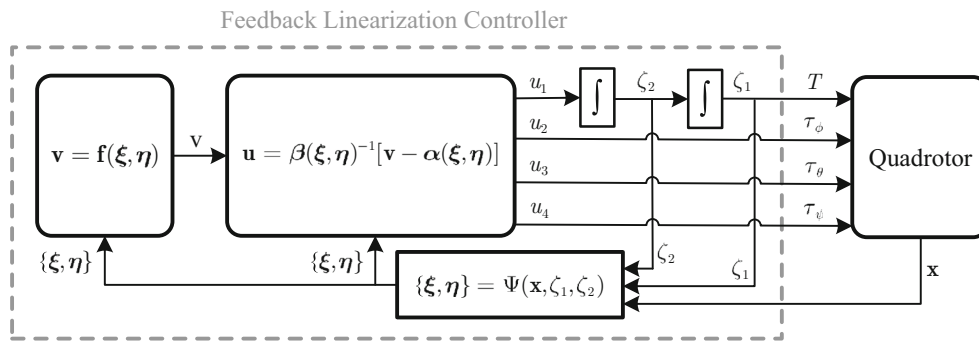 Feedback Linearization Controller
v = f(ξ, η)
v
u = β(ξ, η)⁻¹[v − α(ξ, η)]
u₁
∫
ζ₂
∫
ζ₁
T
u₂
τ_ϕ
u₃
τ_θ
u₄
τ_ψ
Quadrotor
{ξ, η}
{ξ, η}
{ξ, η} = Ψ(x, ζ₁, ζ₂)
ζ₂
ζ₁
x